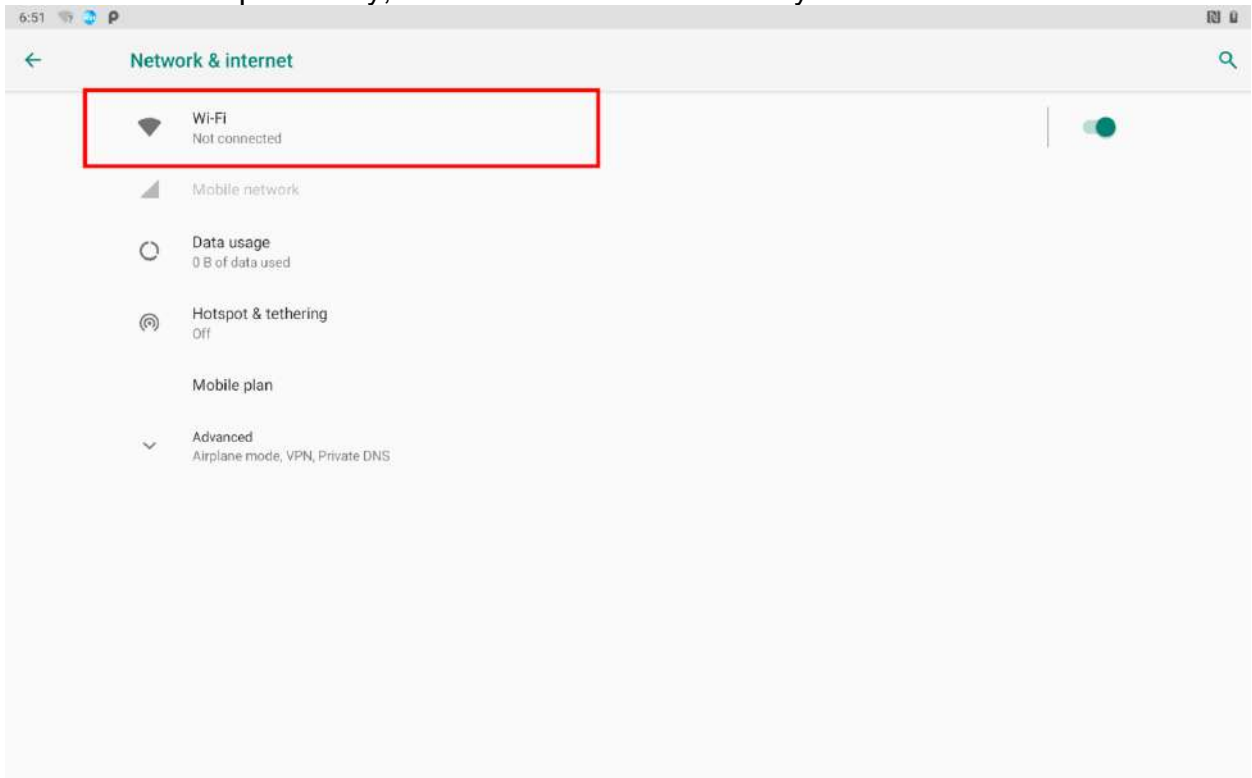 6:51
Network & internet
Wi-Fi
Not connected
Mobile network
Data usage
0 B of data used
Hotspot & tethering
Off
Mobile plan
Advanced
Airplane mode, VPN, Private DNS